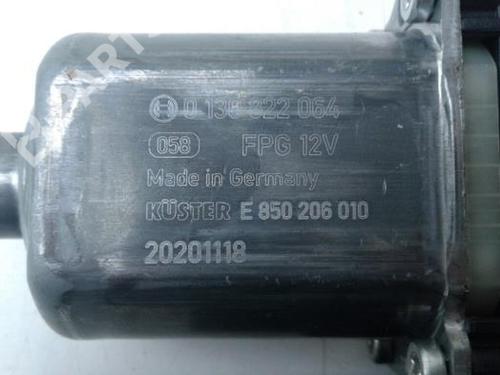 0 130 822 064
058 FPG 12V
Made in Germany
KÜSTER E 850 206 010
20201118